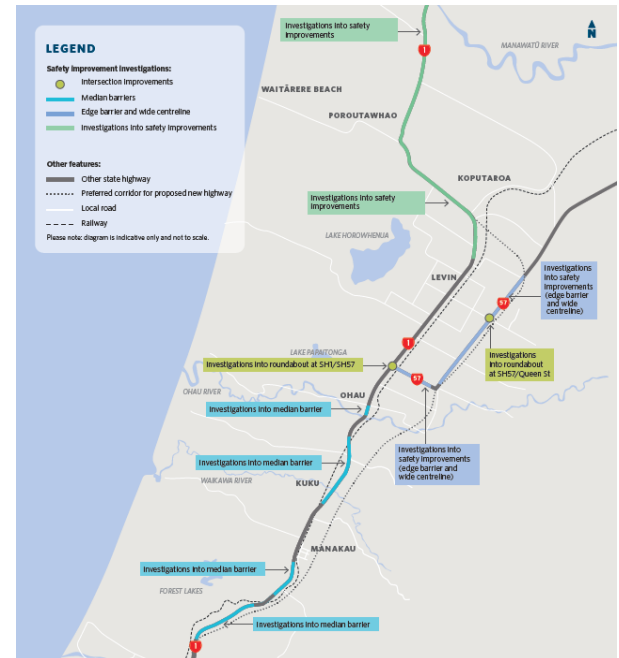 LEGEND
Safety improvement investigations:
Intersection improvements
Median barriers
Edge barrier and wide centreline
Investigations into safety improvements
Other features:
Other state highway
Preferred corridor for proposed new highway
Local road
Railway
Please note: diagram is indicative only and not to scale.
Investigations into safety
improvements
1
N
MANAWATŪ RIVER
WAITĀRERE BEACH
POROUTAWHAO
KOPUTAROA
Investigations into safety
improvements
LAKE HOROWHENUA
LEVIN
Investigations
into safety
improvements
(edge barrier
and wide
centreline)
57
1
LAKE PAPAITONGA
Investigations into roundabout at SH1/SH57
57
Investigations
into roundabout
at SH57/Queen St
OHAU RIVER
OHAU
Investigations into median barrier
Investigations into
safety improvements
(edge barrier and
wide centreline)
Investigations into median barrier
WAIKAWA RIVER
KUKU
MANAKAU
Investigations into median barrier
FOREST LAKES
Investigations into median barrier
1